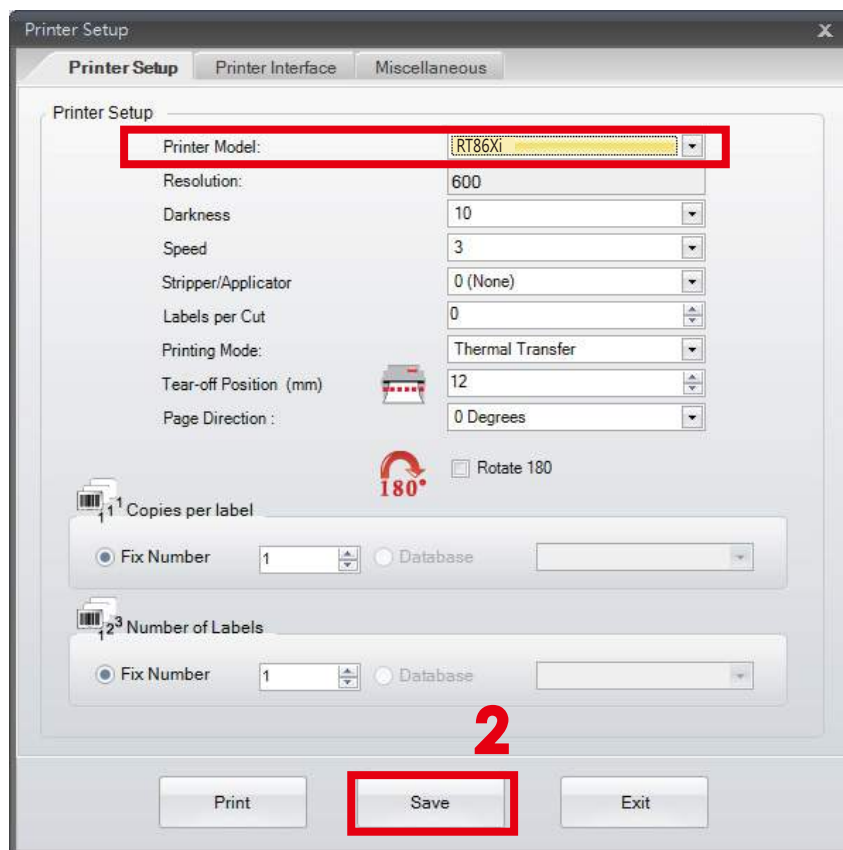 Printer Setup X
Printer Setup Printer Interface Miscellaneous
Printer Setup
Printer Model: RT86Xi
Resolution: 600
Darkness 10
Speed 3
Stripper/Applicator 0 (None)
Labels per Cut 0
Printing Mode: Thermal Transfer
Tear-off Position (mm) 12
Page Direction : 0 Degrees
180° Rotate 180
1 1 1 Copies per label
Fix Number 1 Database
1 2 3 Number of Labels
Fix Number 1 Database
2
Print Save Exit